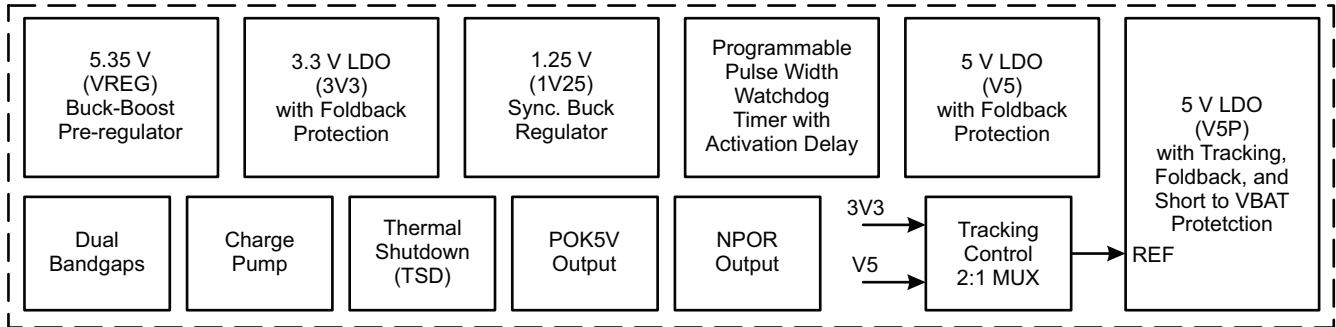 5.35 V
(VREG)
Buck-Boost
Pre-regulator
3.3 V LDO
(3V3)
with Foldback
Protection
1.25 V
(1V25)
Sync. Buck
Regulator
Programmable
Pulse Width
Watchdog
Timer with
Activation Delay
5 V LDO
(V5)
with Foldback
Protection
5 V LDO
(V5P)
with Tracking,
Foldback, and
Short to VBAT
Protetction
REF
Dual
Bandgaps
Charge
Pump
Thermal
Shutdown
(TSD)
POK5V
Output
NPOR
Output
3V3
V5
Tracking
Control
2:1 MUX